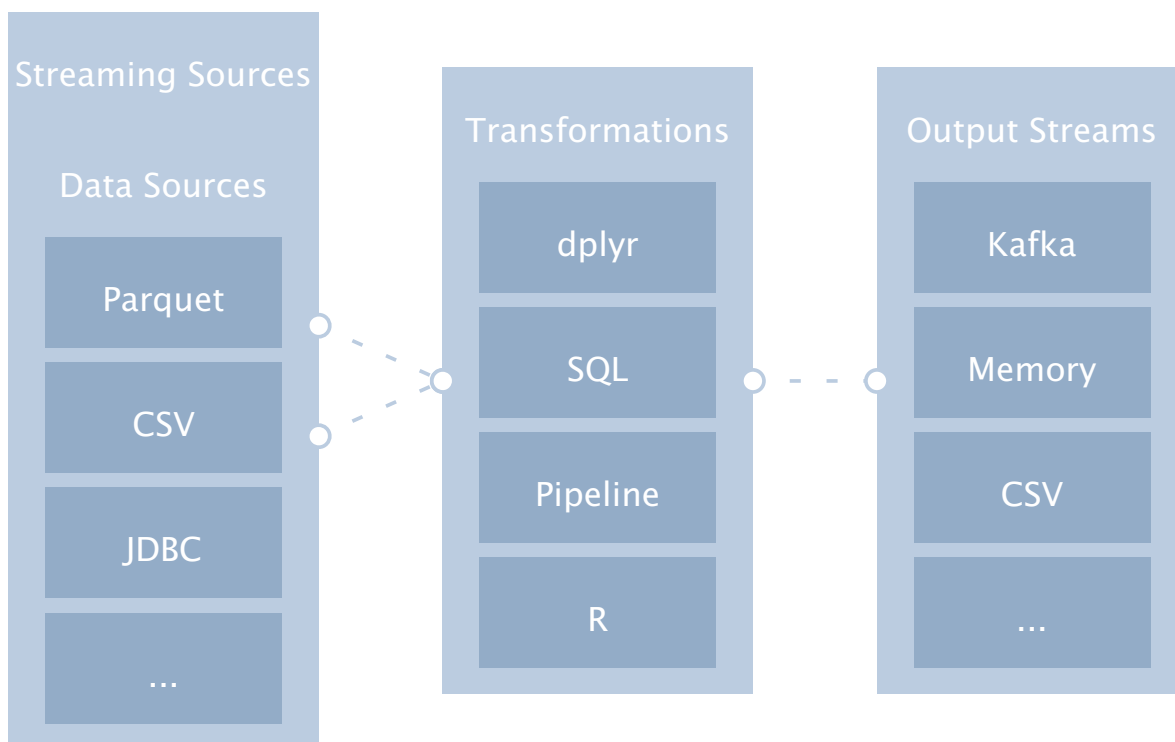 Streaming Sources
Data Sources
Parquet
CSV
JDBC
...
Transformations
dplyr
SQL
Pipeline
R
Output Streams
Kafka
Memory
CSV
...